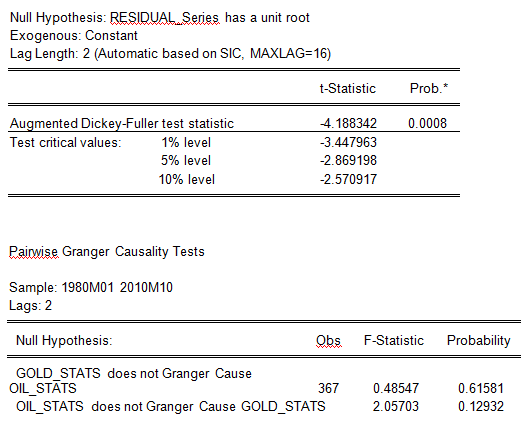 Null Hypothesis: RESIDUAL_Series has a unit root
Exogenous: Constant
Lag Length: 2 (Automatic based on SIC, MAXLAG=16)
t-Statistic Prob.*
Augmented Dickey-Fuller test statistic -4.188342 0.0008
Test critical values: 1% level -3.447963
5% level -2.869198
10% level -2.570917
Pairwise Granger Causality Tests
Sample: 1980M01 2010M10
Lags: 2
Null Hypothesis: Obs F-Statistic Probability
GOLD_STATS does not Granger Cause
OIL_STATS 367 0.48547 0.61581
OIL_STATS does not Granger Cause GOLD_STATS 2.05703 0.12932